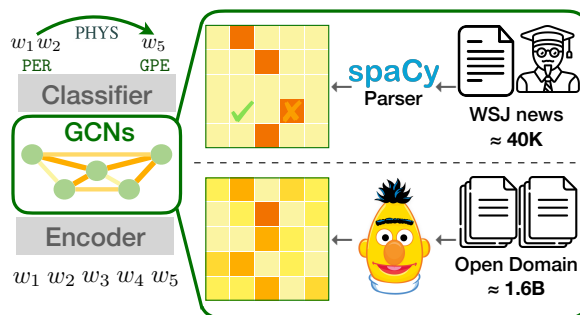 PHYS
w1 w2 w5
PER GPE
Classifier
GCNs
Encoder
w1 w2 w3 w4 w5
spaCy
Parser
WSJ news
≈ 40K
Open Domain
≈ 1.6B